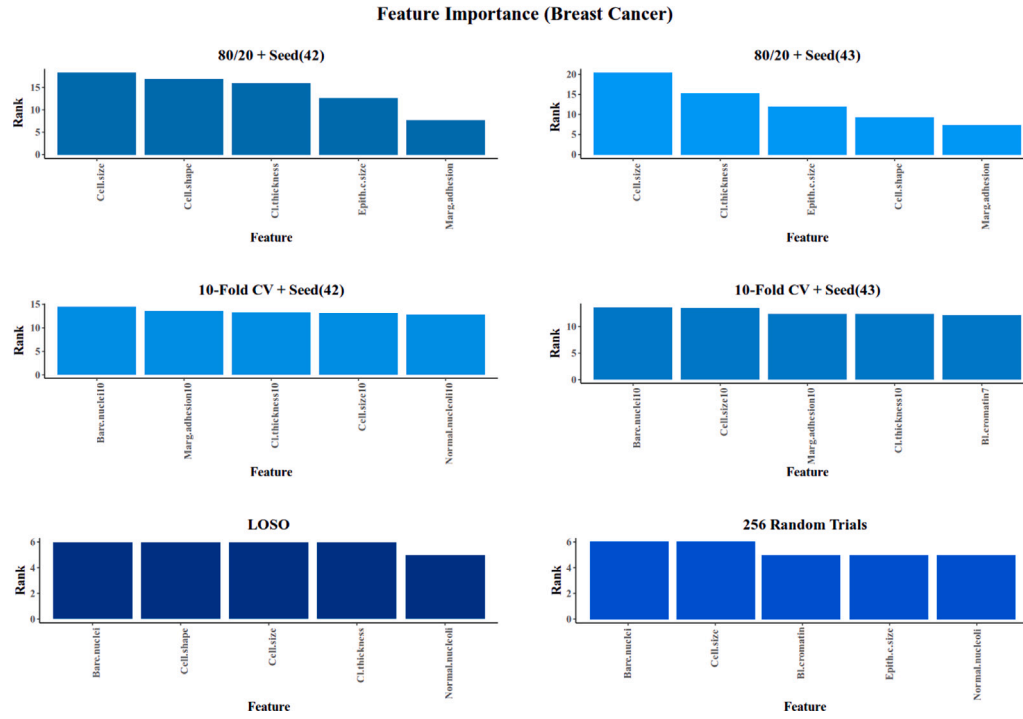 Feature Importance (Breast Cancer)
80/20 + Seed(42)
Rank
15
10
5
0
Cell.size
Cell.shape
Cl.thickness
Epith.c.size
Marg.adhesion
Feature
80/20 + Seed(43)
Rank
20
15
10
5
0
Cell.size
Cl.thickness
Epith.c.size
Cell.shape
Marg.adhesion
Feature
10-Fold CV + Seed(42)
Rank
15
10
5
0
Bare.nuclei10
Marg.adhesion10
Cl.thickness10
Cell.size10
Normal.nucleoli10
Feature
10-Fold CV + Seed(43)
Rank
10
5
0
Bare.nuclei10
Cell.size10
Marg.adhesion10
Cl.thickness10
Bl.cromatin7
Feature
LOSO
Rank
6
4
2
0
Bare.nuclei
Cell.shape
Cell.size
Cl.thickness
Normal.nucleoli
Feature
256 Random Trials
Rank
6
4
2
0
Bare.nuclei
Cell.size
Bl.cromatin
Epith.c.size
Normal.nucleoli
Feature